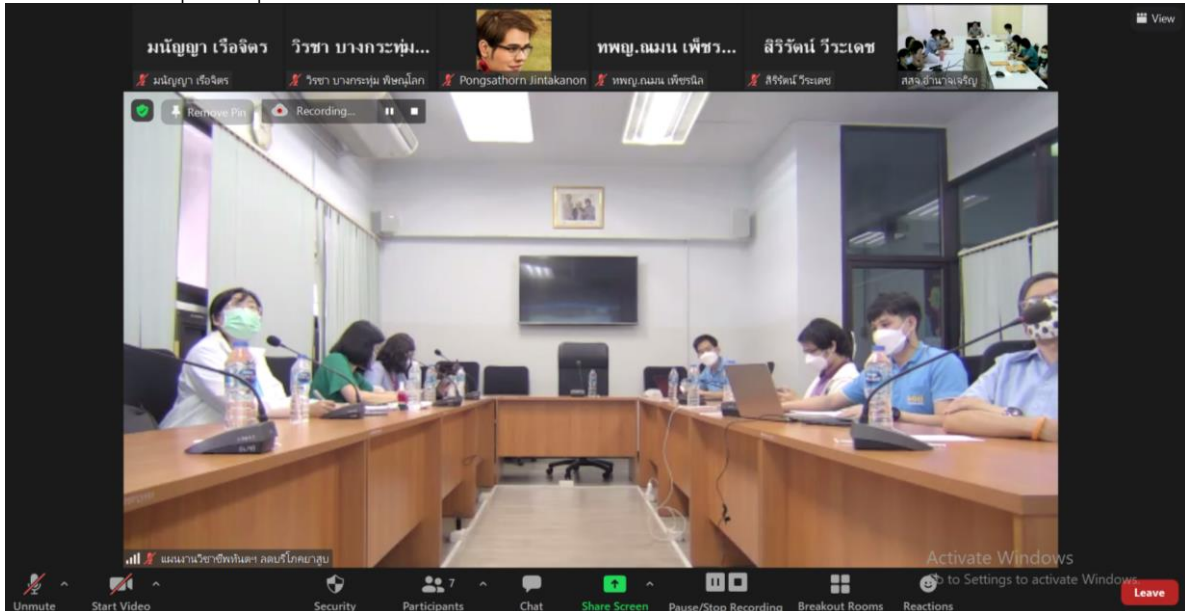 View
มนัญญา เรือจิตร
วิรชา บางกระทุ่ม...
ทพญ.ณมน เพ็ชร...
สิริรัตน์ วีระเดช
มนัญญา เรือจิตร
วิรชา บางกระทุ่ม พิษณุโลก
Pongsathorn Jintakanon
ทพญ.ณมน เพ็ชรนิล
สิริรัตน์ วีระเดช
สสจ.อำนาจเจริญ
Remove Pin
Recording...
แผนงานวิชาชีพทันตฯ ลดบริโภคยาสูบ
Activate Windows
to Settings to activate Windows.
Unmute
Start Video
Security
Participants
7
Chat
Share Screen
Pause/Stop Recording
Breakout Rooms
Reactions
Leave